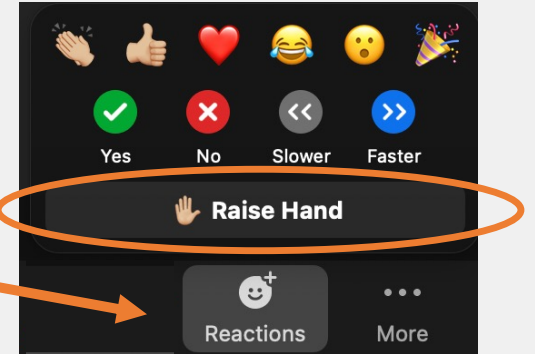 Yes No Slower Faster
Raise Hand
Reactions More